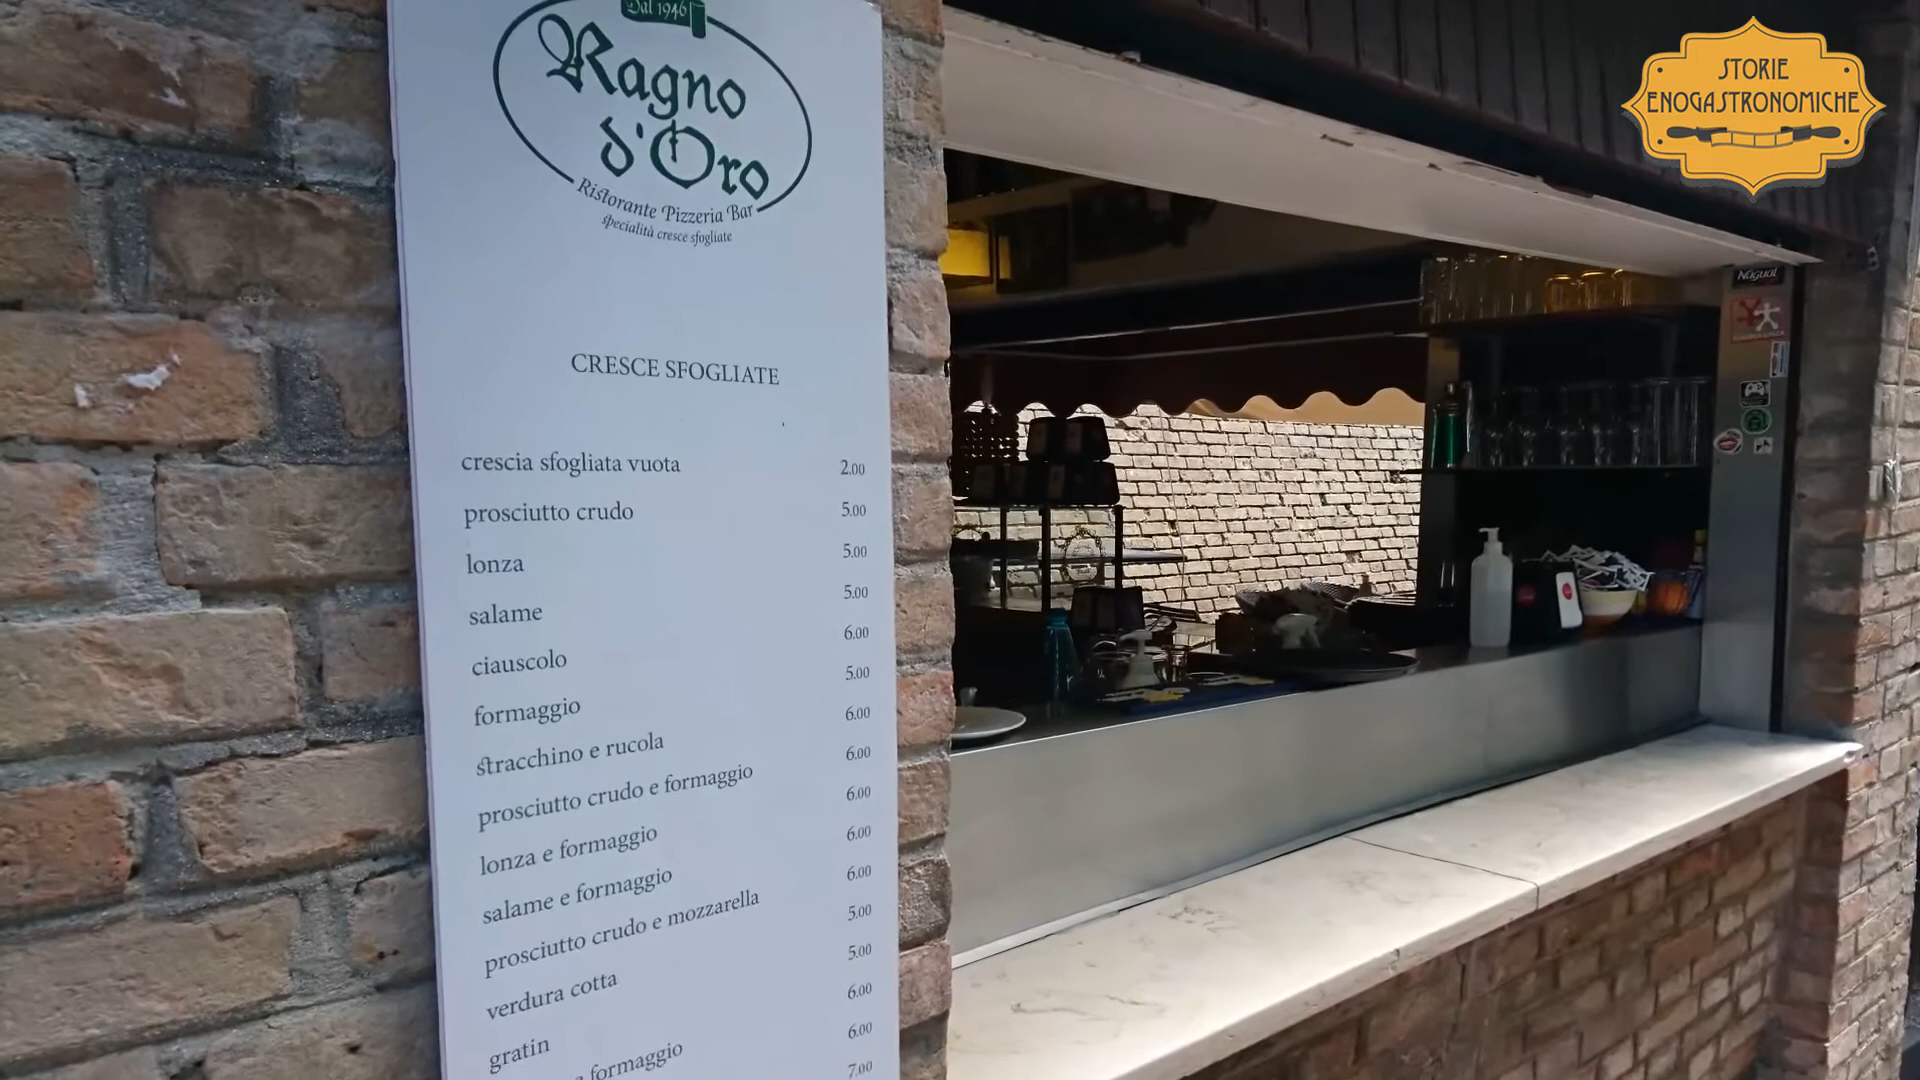 Dal 1946
Ragno
d'Oro
Ristorante Pizzeria Bar
specialità cresce sfogliate
CRESCE SFOGLIATE
crescia sfogliata vuota 2.00
prosciutto crudo 5.00
lonza 5.00
salame 5.00
ciauscolo 6.00
formaggio 5.00
stracchino e rucola 6.00
prosciutto crudo e formaggio 6.00
lonza e formaggio 6.00
salame e formaggio 6.00
prosciutto crudo e mozzarella 6.00
verdura cotta 5.00
gratin 5.00
formaggio 6.00
6.00
7.00
STORIE
ENOGASTRONOMICHE
Nagual